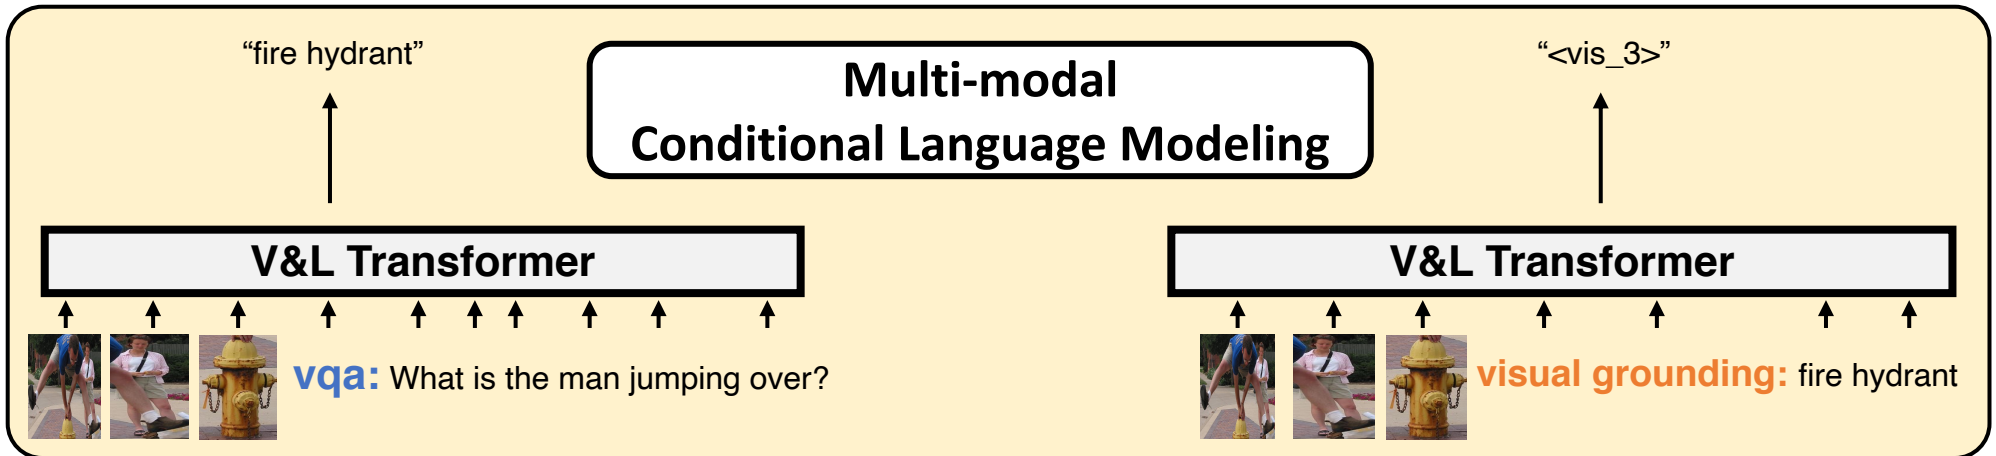 “fire hydrant”
Multi-modal
Conditional Language Modeling
“<vis_3>”
V&L Transformer
V&L Transformer
vqa: What is the man jumping over?
visual grounding: fire hydrant